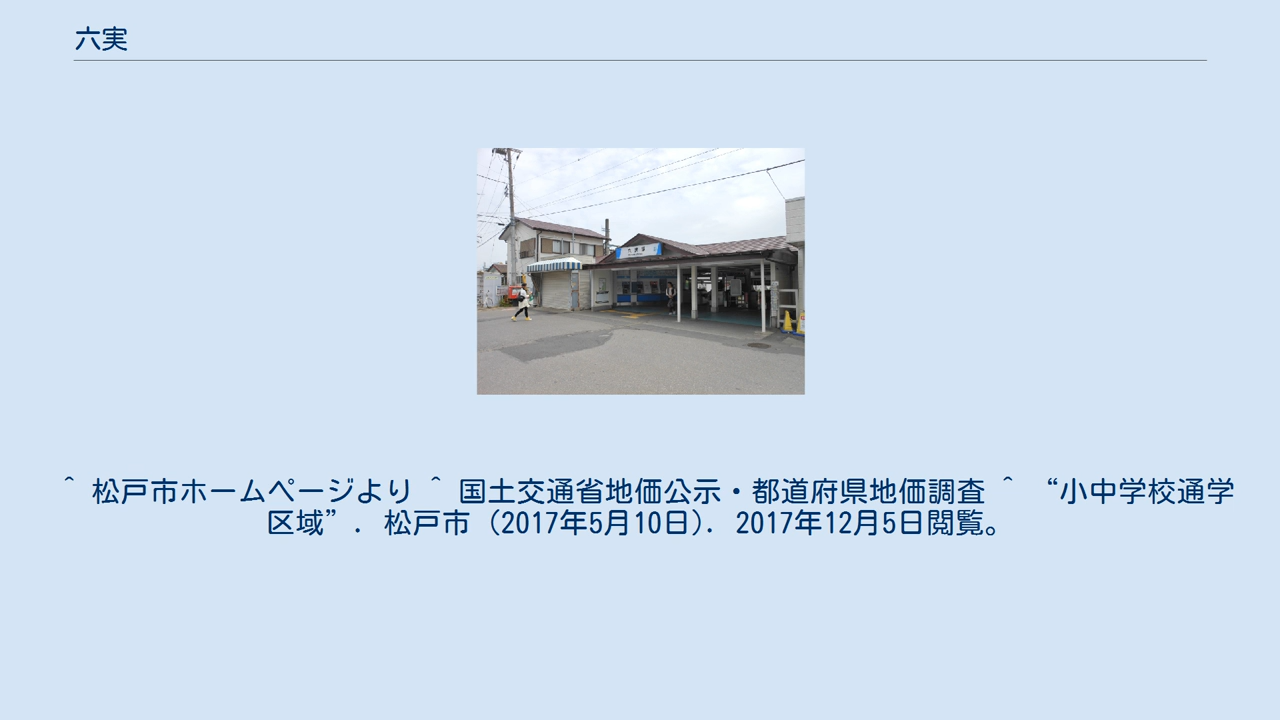 六実
^ 松戸市ホームページより ^ 国土交通省地価公示・都道府県地価調査 ^ “小中学校通学
区域”. 松戸市 (2017年5月10日). 2017年12月5日閲覧。